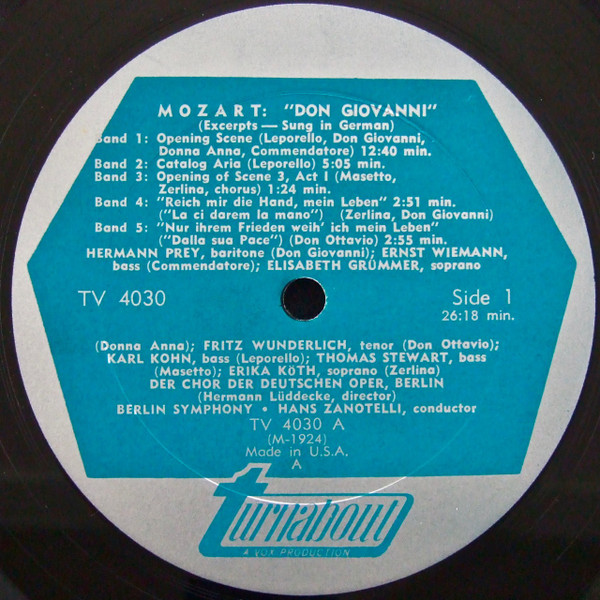 MOZART: "DON GIOVANNI"
(Excerpts — Sung in German)
Band 1: Opening Scene (Leporello, Don Giovanni,
Donna Anna, Commendatore) 12:40 min.
Band 2: Catalog Aria (Leporello) 5:05 min.
Band 3: Opening of Scene 3, Act I (Masetto,
Zerlina, chorus) 1:24 min.
Band 4: "Reich mir die Hand, mein Leben" 2:51 min.
("La ci darem la mano") (Zerlina, Don Giovanni)
Band 5: "Nur ihrem Frieden weih' ich mein Leben"
("Dalla sua Pace") (Don Ottavio) 2:55 min.
HERMANN PREY, baritone (Don Giovanni); ERNST WIEMANN,
bass (Commendatore); ELISABETH GRÜMMER, soprano
TV 4030
Side 1
26:18 min.
(Donna Anna); FRITZ WUNDERLICH, tenor (Don Ottavio);
KARL KOHN, bass (Leporello); THOMAS STEWART, bass
(Masetto); ERIKA KöTH, soprano (Zerlina)
DER CHOR DER DEUTSCHEN OPER, BERLIN
(Hermann Lüddecke, director)
BERLIN SYMPHONY • HANS ZANOTELLI, conductor
TV 4030 A
(M-1924)
Made in U.S.A.
A
turnabout
A VOX PRODUCTION